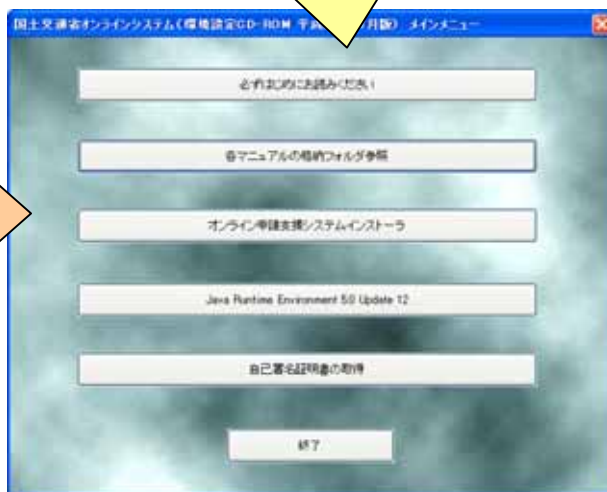 国土交通省オンラインシステム（環境設定CD-ROM 平 月版） メインメニュー
必ずはじめにお読みください
各マニュアルの格納フォルダ参照
オンライン申請支援システムインストーラ
Java Runtime Environment 5.0 Update 12
自己署名証明書の取得
終了